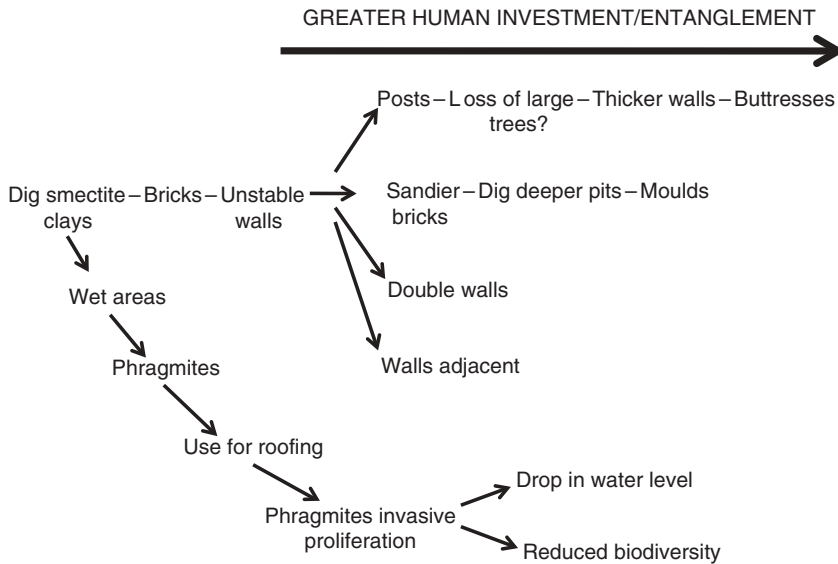 GREATER HUMAN INVESTMENT/ENTANGLEMENT
Posts – Loss of large – Thicker walls – Buttresses
trees?
Dig smectite – Bricks – Unstable
clays walls
Sandier – Dig deeper pits – Moulds
bricks
Wet areas
Double walls
Phragmites
Walls adjacent
Use for roofing
Phragmites invasive
proliferation
Drop in water level
Reduced biodiversity